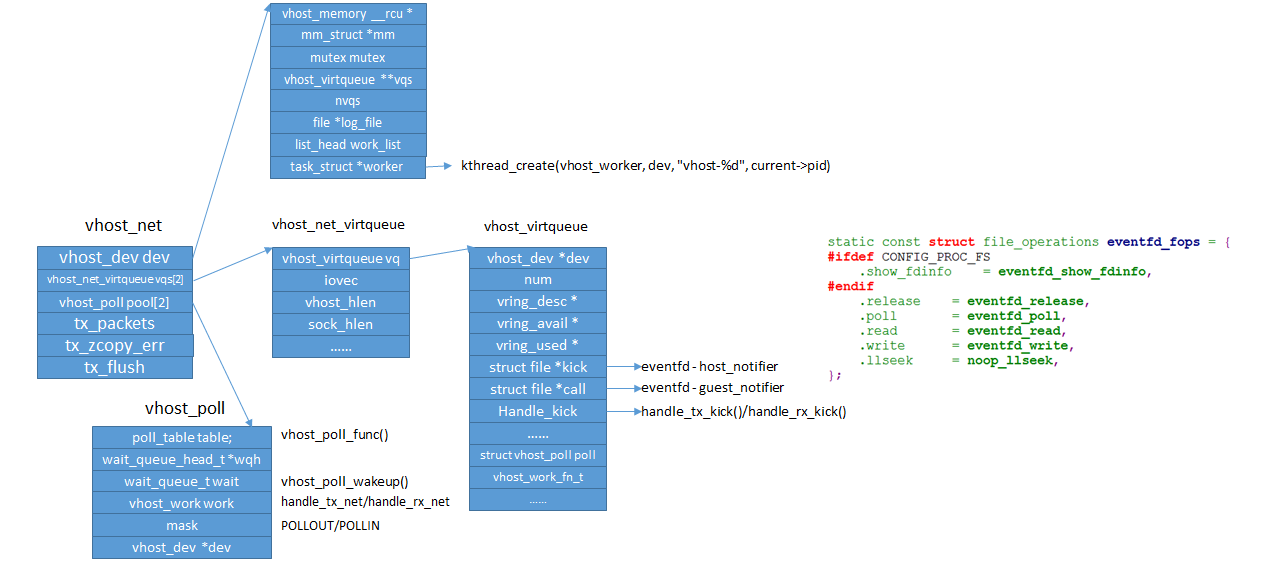 vhost_memory __rcu *
mm_struct *mm
mutex mutex
vhost_virtqueue **vqs
nvqs
file *log_file
list_head work_list
task_struct *worker
kthread_create(vhost_worker, dev, "vhost-%d", current->pid)
vhost_net
vhost_dev dev
vhost_net_virtqueue vqs[2]
vhost_poll pool[2]
tx_packets
tx_zcopy_err
tx_flush
vhost_net_virtqueue
vhost_virtqueue vq
iovec
vhost_hlen
sock_hlen
......
vhost_virtqueue
vhost_dev *dev
num
vring_desc *
vring_avail *
vring_used *
struct file *kick
struct file *call
Handle_kick
......
struct vhost_poll poll
vhost_work_fn_t
......
eventfd - host_notifier
eventfd - guest_notifier
handle_tx_kick()/handle_rx_kick()
vhost_poll
poll_table table;
wait_queue_head_t *wqh
wait_queue_t wait
vhost_work work
mask
vhost_dev *dev
vhost_poll_func()
vhost_poll_wakeup()
handle_tx_net/handle_rx_net
POLLOUT/POLLIN
static const struct file_operations eventfd_fops = {
#ifdef CONFIG_PROC_FS
.show_fdinfo = eventfd_show_fdinfo,
#endif
.release = eventfd_release,
.poll = eventfd_poll,
.read = eventfd_read,
.write = eventfd_write,
.llseek = noop_llseek,
};